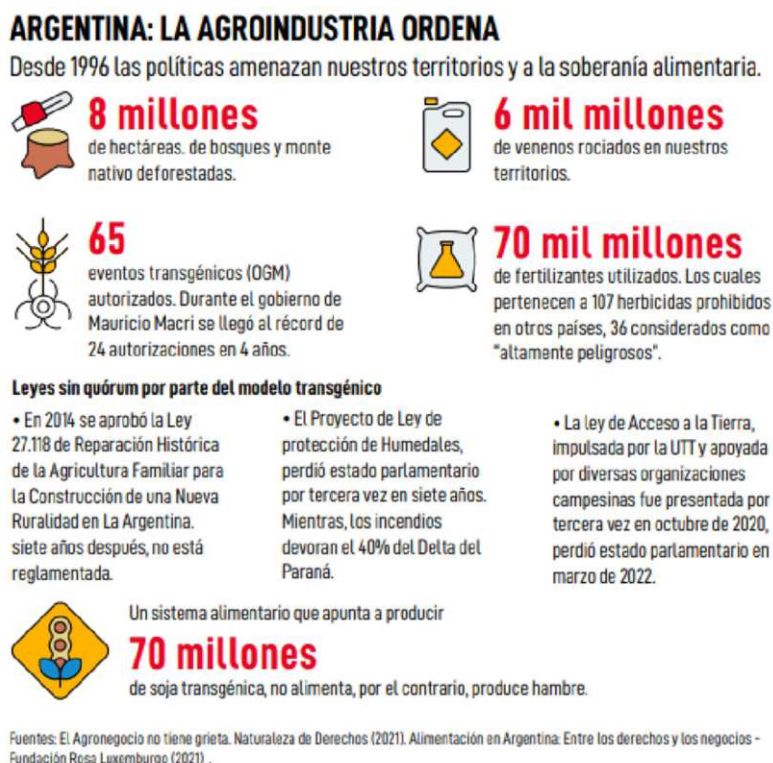 ARGENTINA: LA AGROINDUSTRIA ORDENA
Desde 1996 las políticas amenazan nuestros territorios y a la soberanía alimentaria.
8 millones
de hectáreas. de bosques y monte
nativo deforestadas.
6 mil millones
de venenos rociados en nuestros
territorios.
65
eventos transgénicos (OGM)
autorizados. Durante el gobierno de
Mauricio Macri se llegó al récord de
24 autorizaciones en 4 años.
70 mil millones
de fertilizantes utilizados. Los cuales
pertenecen a 107 herbicidas prohibidos
en otros países, 36 considerados como
"altamente peligrosos".
Leyes sin quórum por parte del modelo transgénico
• En 2014 se aprobó la Ley
27.118 de Reparación Histórica
de la Agricultura Familiar para
la Construcción de una Nueva
Ruralidad en La Argentina.
siete años después, no está
reglamentada.
• El Proyecto de Ley de
protección de Humedales,
perdió estado parlamentario
por tercera vez en siete años.
Mientras, los incendios
devoran el 40% del Delta del
Paraná.
• La ley de Acceso a la Tierra,
impulsada por la UTT y apoyada
por diversas organizaciones
campesinas fue presentada por
tercera vez en octubre de 2020,
perdió estado parlamentario en
marzo de 2022.
Un sistema alimentario que apunta a producir
70 millones
de soja transgénica, no alimenta, por el contrario, produce hambre.
Fuentes: El Agronegocio no tiene grieta. Naturaleza de Derechos (2021). Alimentación en Argentina: Entre los derechos y los negocios -
Fundación Rosa Luxemburgo (2021) .